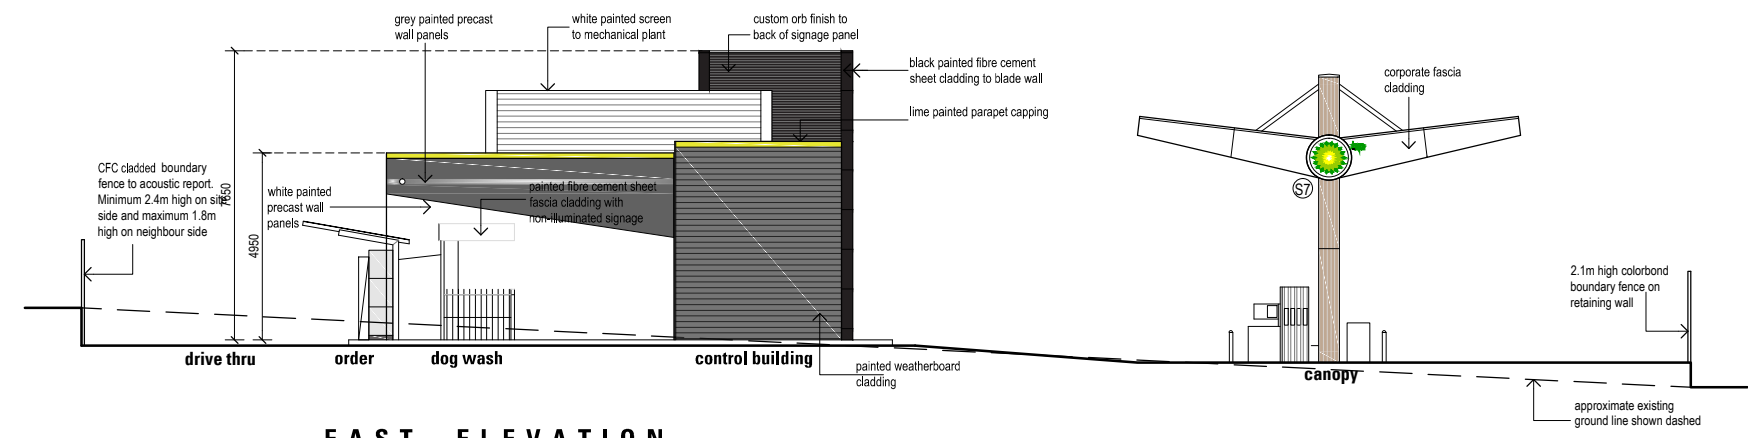 grey painted precast
wall panels
white painted screen
to mechanical plant
custom orb finish to
back of signage panel
black painted fibre cement
sheet cladding to blade wall
lime painted parapet capping
corporate fascia
cladding
CFC cladded boundary
fence to acoustic report.
Minimum 2.4m high on site
side and maximum 1.8m
high on neighbour side
7650
4950
white painted
precast wall
panels
painted fibre cement sheet
fascia cladding with
non-illuminated signage
S7
2.1m high colorbond
boundary fence on
retaining wall
drive thru
order
dog wash
control building
painted weatherboard
cladding
canopy
approximate existing
ground line shown dashed
EAST ELEVATION